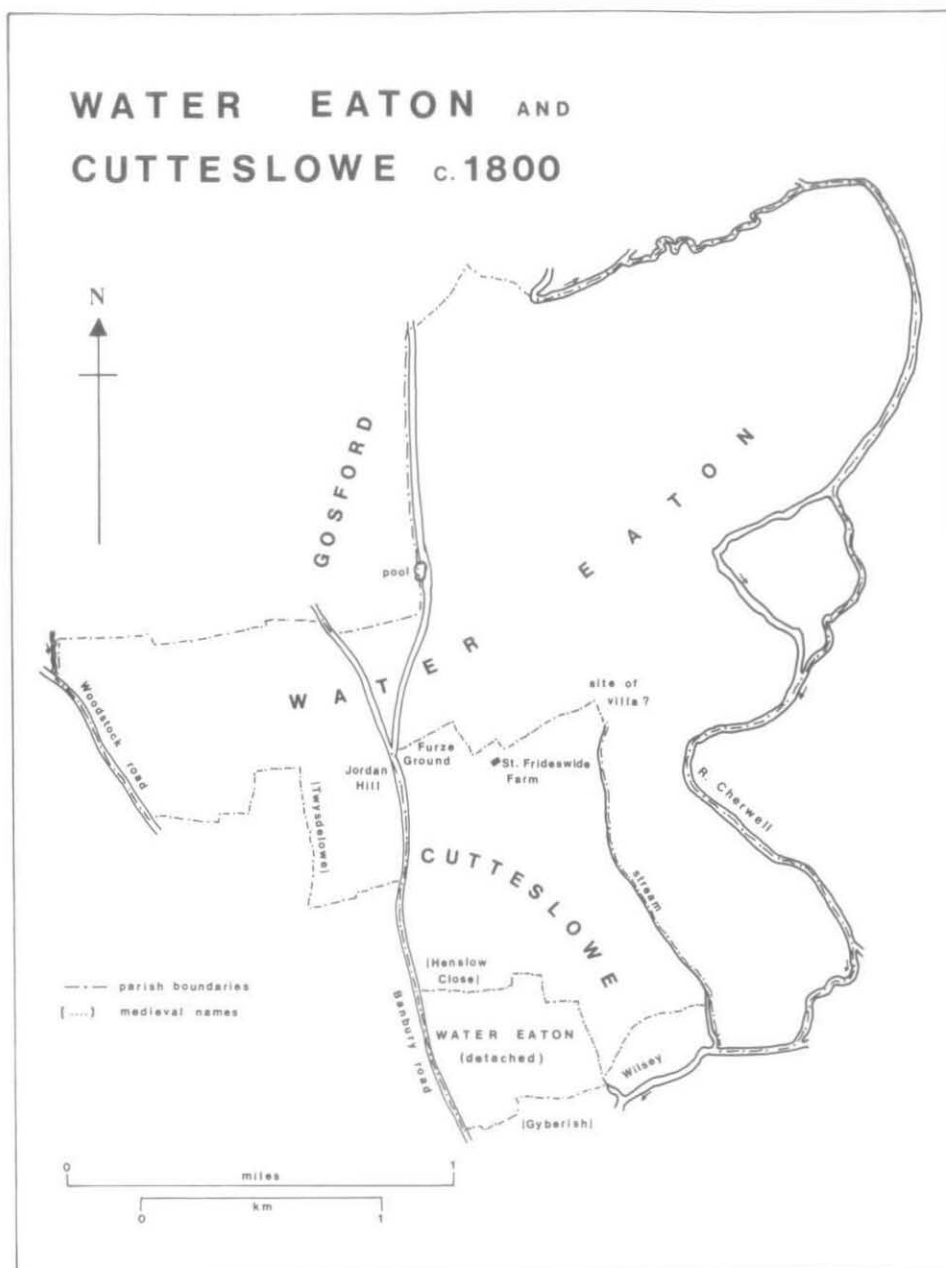 WATER EATON AND
CUTTESLOWE c. 1800
N
GOSFORD
pool
WATER EATON
site of
villa ?
Woodstock road
Furze
Ground
St. Frideswide
Farm
Jordan
Hill
|Twysdelowe|
R. Cherwell
CUTTESLOWE
stream
|Henslow
Close|
parish boundaries
[....] medieval names
Banbury road
WATER EATON
(detached)
Wilsey
|Gyberish|
0 1
miles
km
0 1